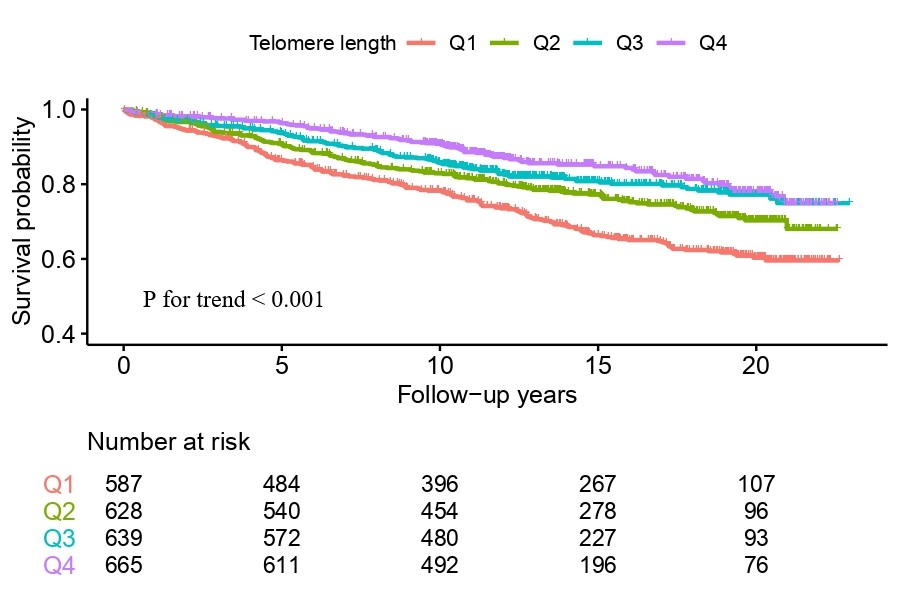 Telomere length Q1 Q2 Q3 Q4
Survival probability
1.0
0.8
0.6
0.4
P for trend < 0.001
0 5 10 15 20
Follow−up years
Number at risk
Q1 587 484 396 267 107
Q2 628 540 454 278 96
Q3 639 572 480 227 93
Q4 665 611 492 196 76